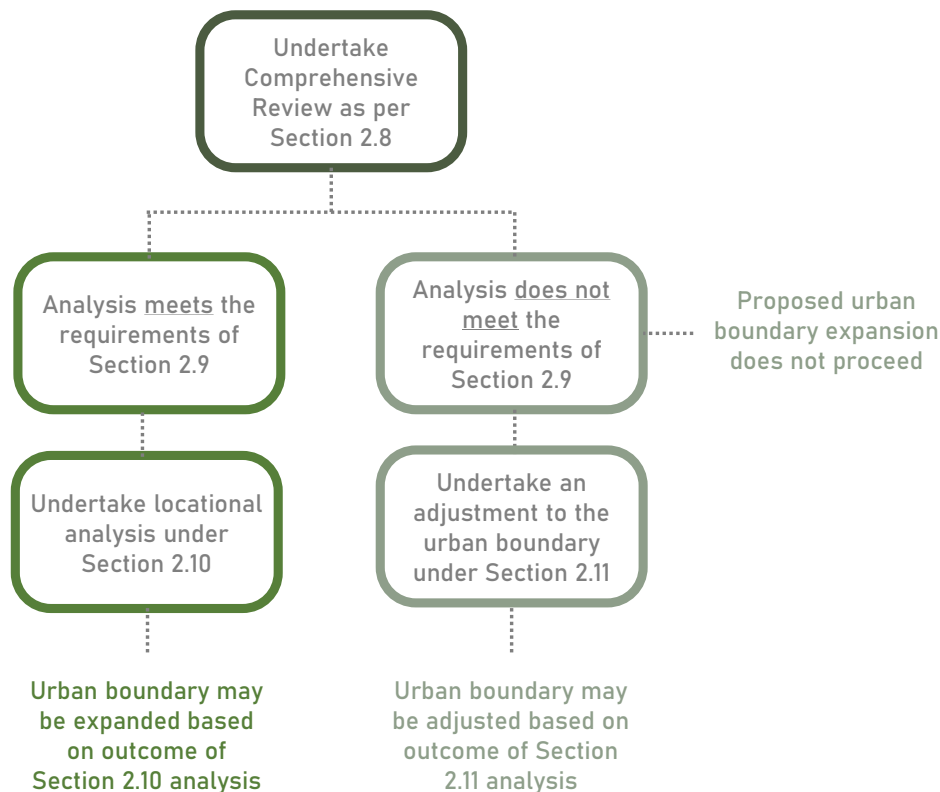 Undertake
Comprehensive
Review as per
Section 2.8
Analysis meets the
requirements of
Section 2.9
Analysis does not
meet the
requirements of
Section 2.9
Proposed urban
boundary expansion
does not proceed
Undertake locational
analysis under
Section 2.10
Undertake an
adjustment to the
urban boundary
under Section 2.11
Urban boundary may
be expanded based
on outcome of
Section 2.10 analysis
Urban boundary may
be adjusted based on
outcome of Section
2.11 analysis